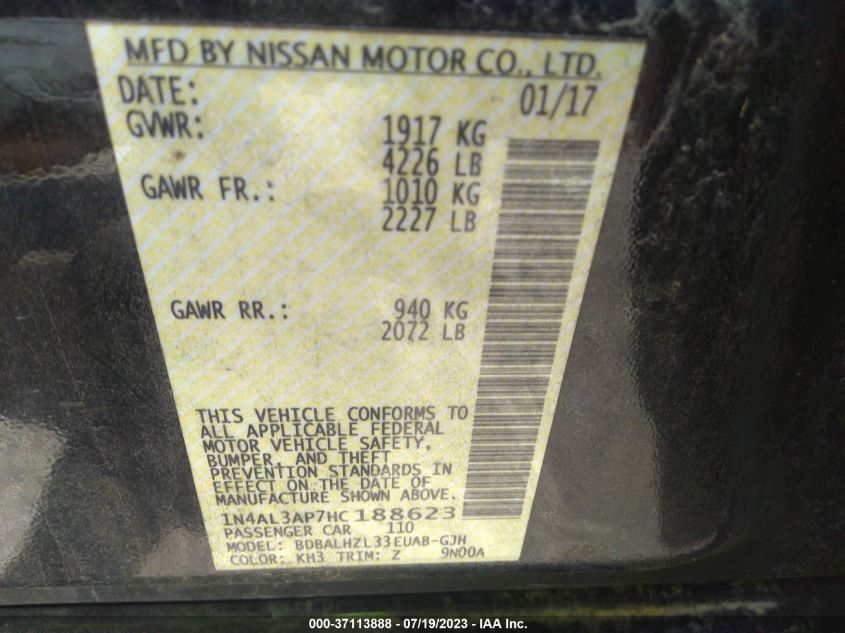 MFD BY NISSAN MOTOR CO., LTD.
DATE: 01/17
GVWR: 1917 KG
4226 LB
GAWR FR.: 1010 KG
2227 LB
GAWR RR.: 940 KG
2072 LB
THIS VEHICLE CONFORMS TO
ALL APPLICABLE FEDERAL
MOTOR VEHICLE SAFETY,
BUMPER, AND THEFT
PREVENTION STANDARDS IN
EFFECT ON THE DATE OF
MANUFACTURE SHOWN ABOVE.
1N4AL3AP7HC188623
PASSENGER CAR 110
MODEL: BDBALHZL33EUAB-GJH
COLOR: KH3 TRIM: Z 9N00A
000-37113888 - 07/19/2023 - IAA Inc.